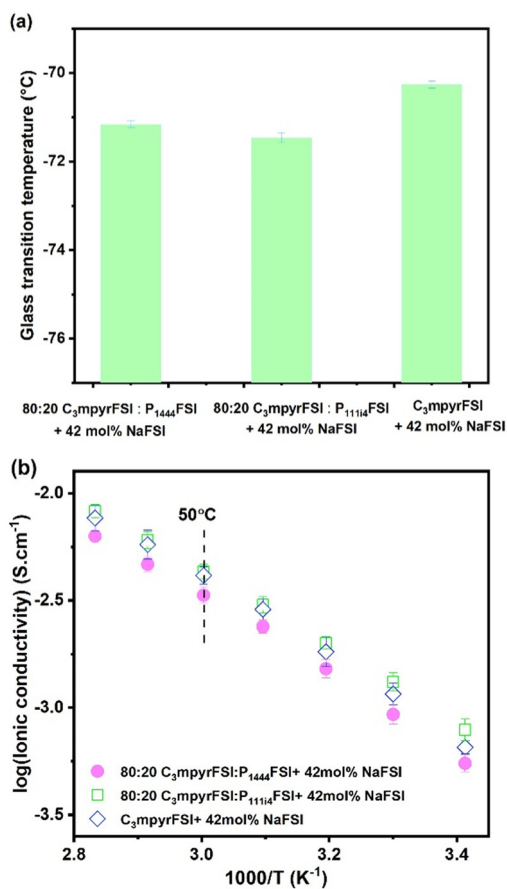 (a)
Glass transition temperature (°C)
-70
-72
-74
-76
80:20 C₃mpyrFSI : P₁₄₄₄FSI
+ 42 mol% NaFSI
80:20 C₃mpyrFSI : P₁₁₁ᵢ₄FSI
+ 42 mol% NaFSI
C₃mpyrFSI
+ 42 mol% NaFSI
(b)
log(Ionic conductivity) (S.cm⁻¹)
-2.0
-2.5
-3.0
-3.5
50°C
80:20 C₃mpyrFSI:P₁₄₄₄FSI+ 42mol% NaFSI
80:20 C₃mpyrFSI:P₁₁₁ᵢ₄FSI+ 42mol% NaFSI
C₃mpyrFSI+ 42mol% NaFSI
2.8 3.0 3.2 3.4
1000/T (K⁻¹)